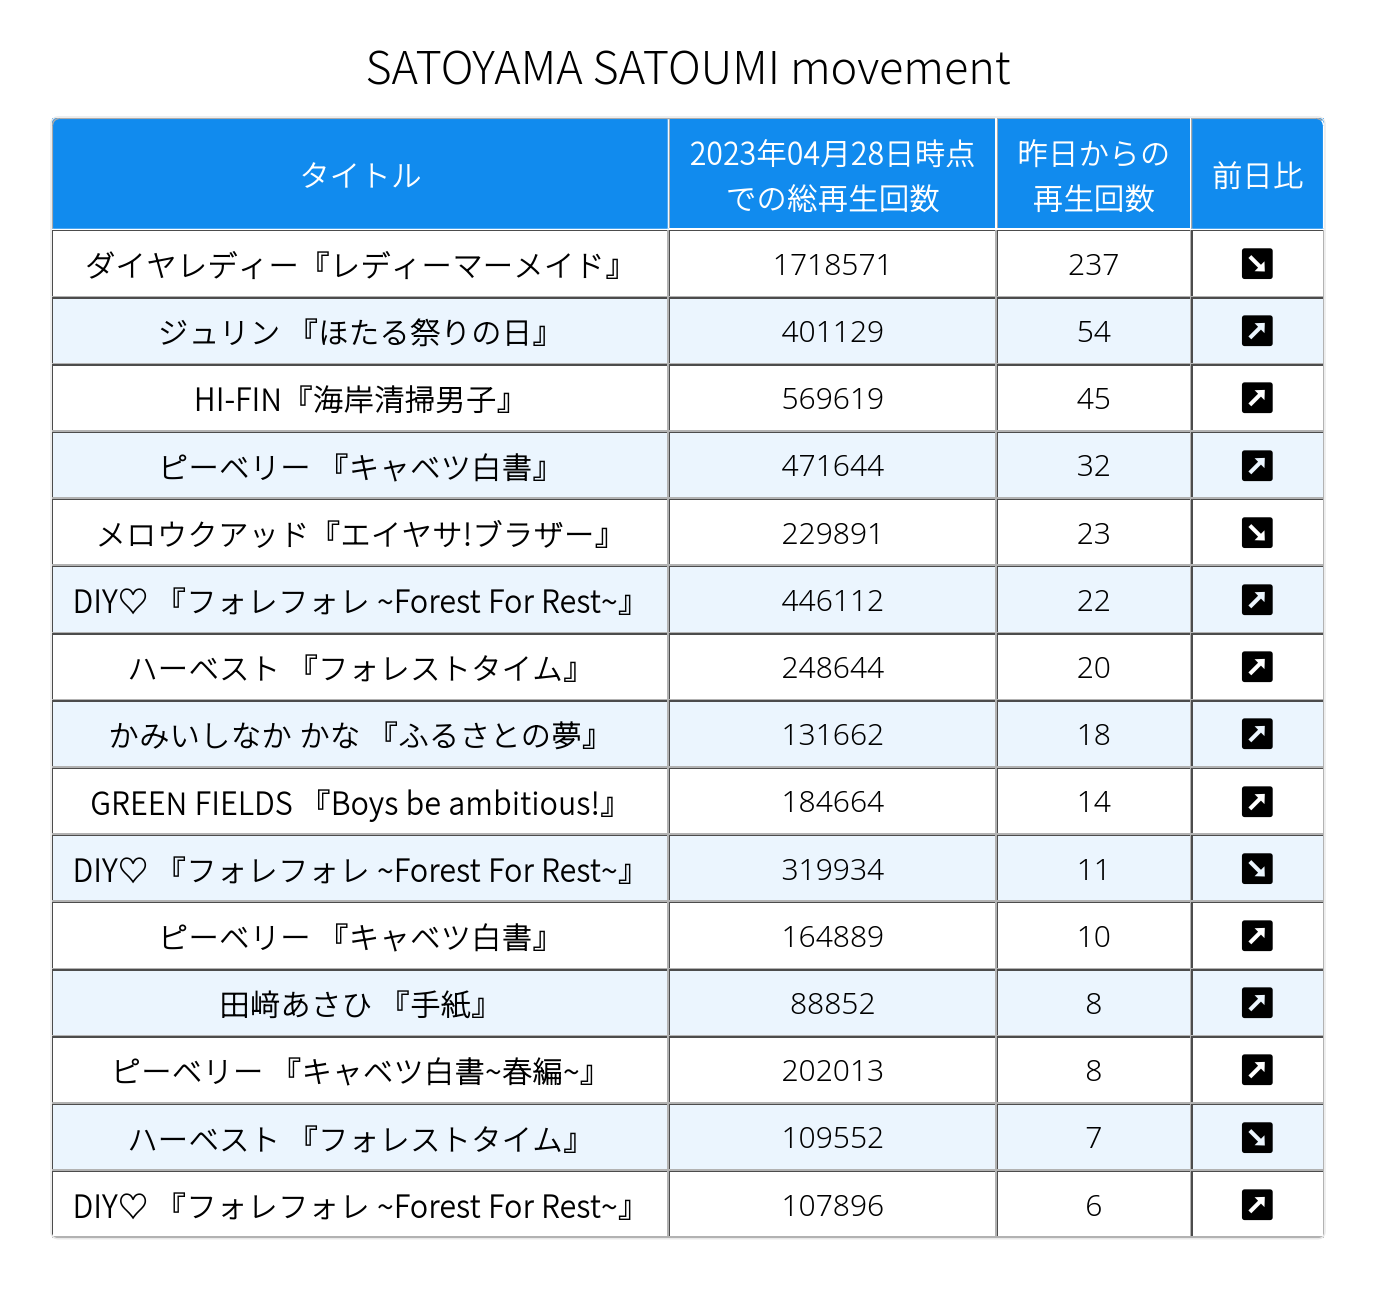 SATOYAMA SATOUMI movement
タイトル 2023年04月28日時点での総再生回数 昨日からの再生回数 前日比
ダイヤレディー『レディーマーメイド』 1718571 237 ↘
ジュリン 『ほたる祭りの日』 401129 54 ↗
HI-FIN『海岸清掃男子』 569619 45 ↗
ピーベリー 『キャベツ白書』 471644 32 ↗
メロウクアッド『エイヤサ!ブラザー』 229891 23 ↘
DIY♡ 『フォレフォレ ~Forest For Rest~』 446112 22 ↗
ハーベスト 『フォレストタイム』 248644 20 ↗
かみいしなか かな 『ふるさとの夢』 131662 18 ↗
GREEN FIELDS 『Boys be ambitious!』 184664 14 ↗
DIY♡ 『フォレフォレ ~Forest For Rest~』 319934 11 ↘
ピーベリー 『キャベツ白書』 164889 10 ↗
田﨑あさひ 『手紙』 88852 8 ↗
ピーベリー 『キャベツ白書~春編~』 202013 8 ↗
ハーベスト 『フォレストタイム』 109552 7 ↘
DIY♡ 『フォレフォレ ~Forest For Rest~』 107896 6 ↗